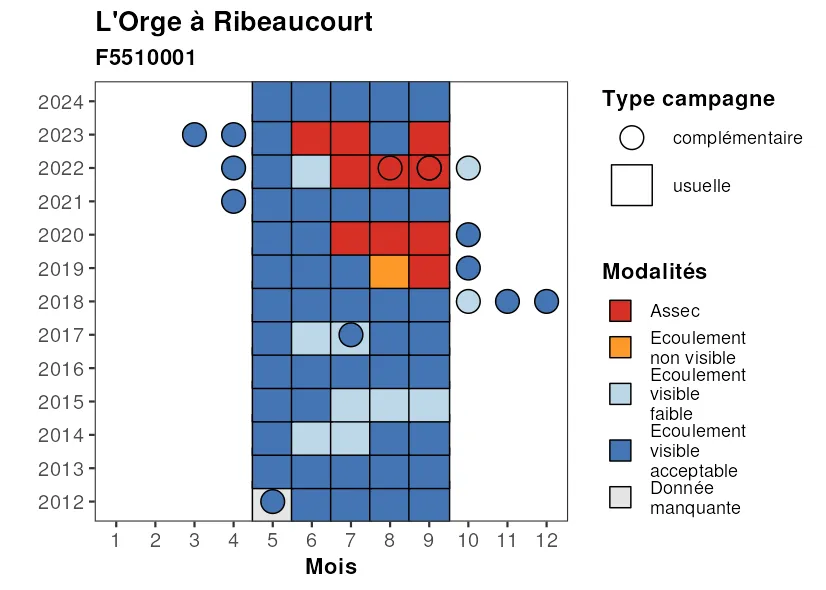 L'Orge à Ribeaucourt
F5510001
2024
2023
2022
2021
2020
2019
2018
2017
2016
2015
2014
2013
2012
1 2 3 4 5 6 7 8 9 10 11 12
Mois
Type campagne
complémentaire
usuelle
Modalités
Assec
Ecoulement
non visible
Ecoulement
visible
faible
Ecoulement
visible
acceptable
Donnée
manquante